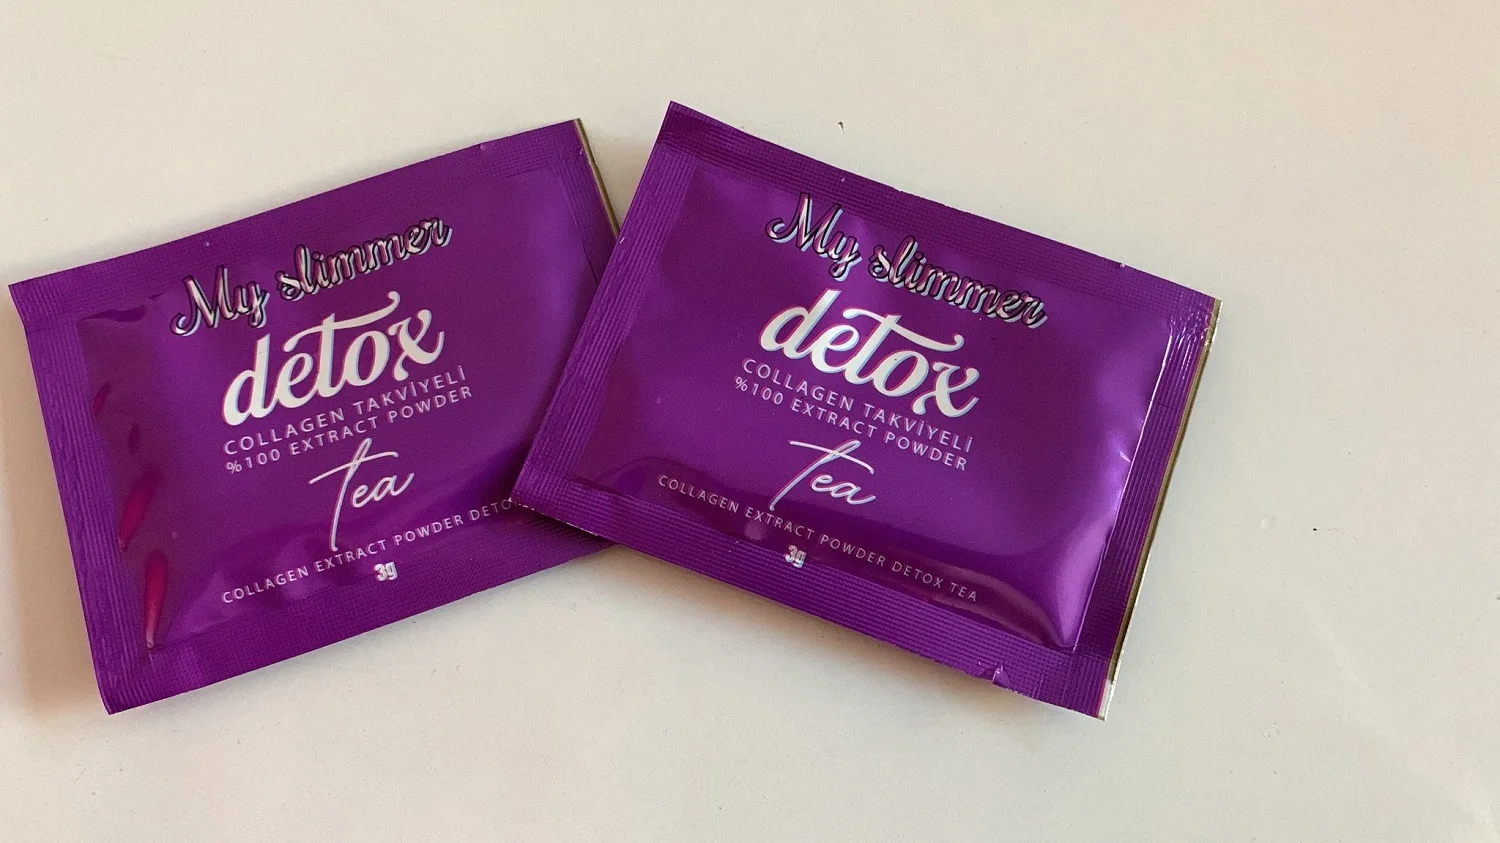 My slimmer
detox
COLLAGEN TAKVİYELİ
%100 EXTRACT POWDER
Tea
COLLAGEN EXTRACT POWDER DETO
3g
My slimmer
detox
COLLAGEN TAKVİYELİ
%100 EXTRACT POWDER
Tea
COLLAGEN EXTRACT POWDER DETOX TEA
3g